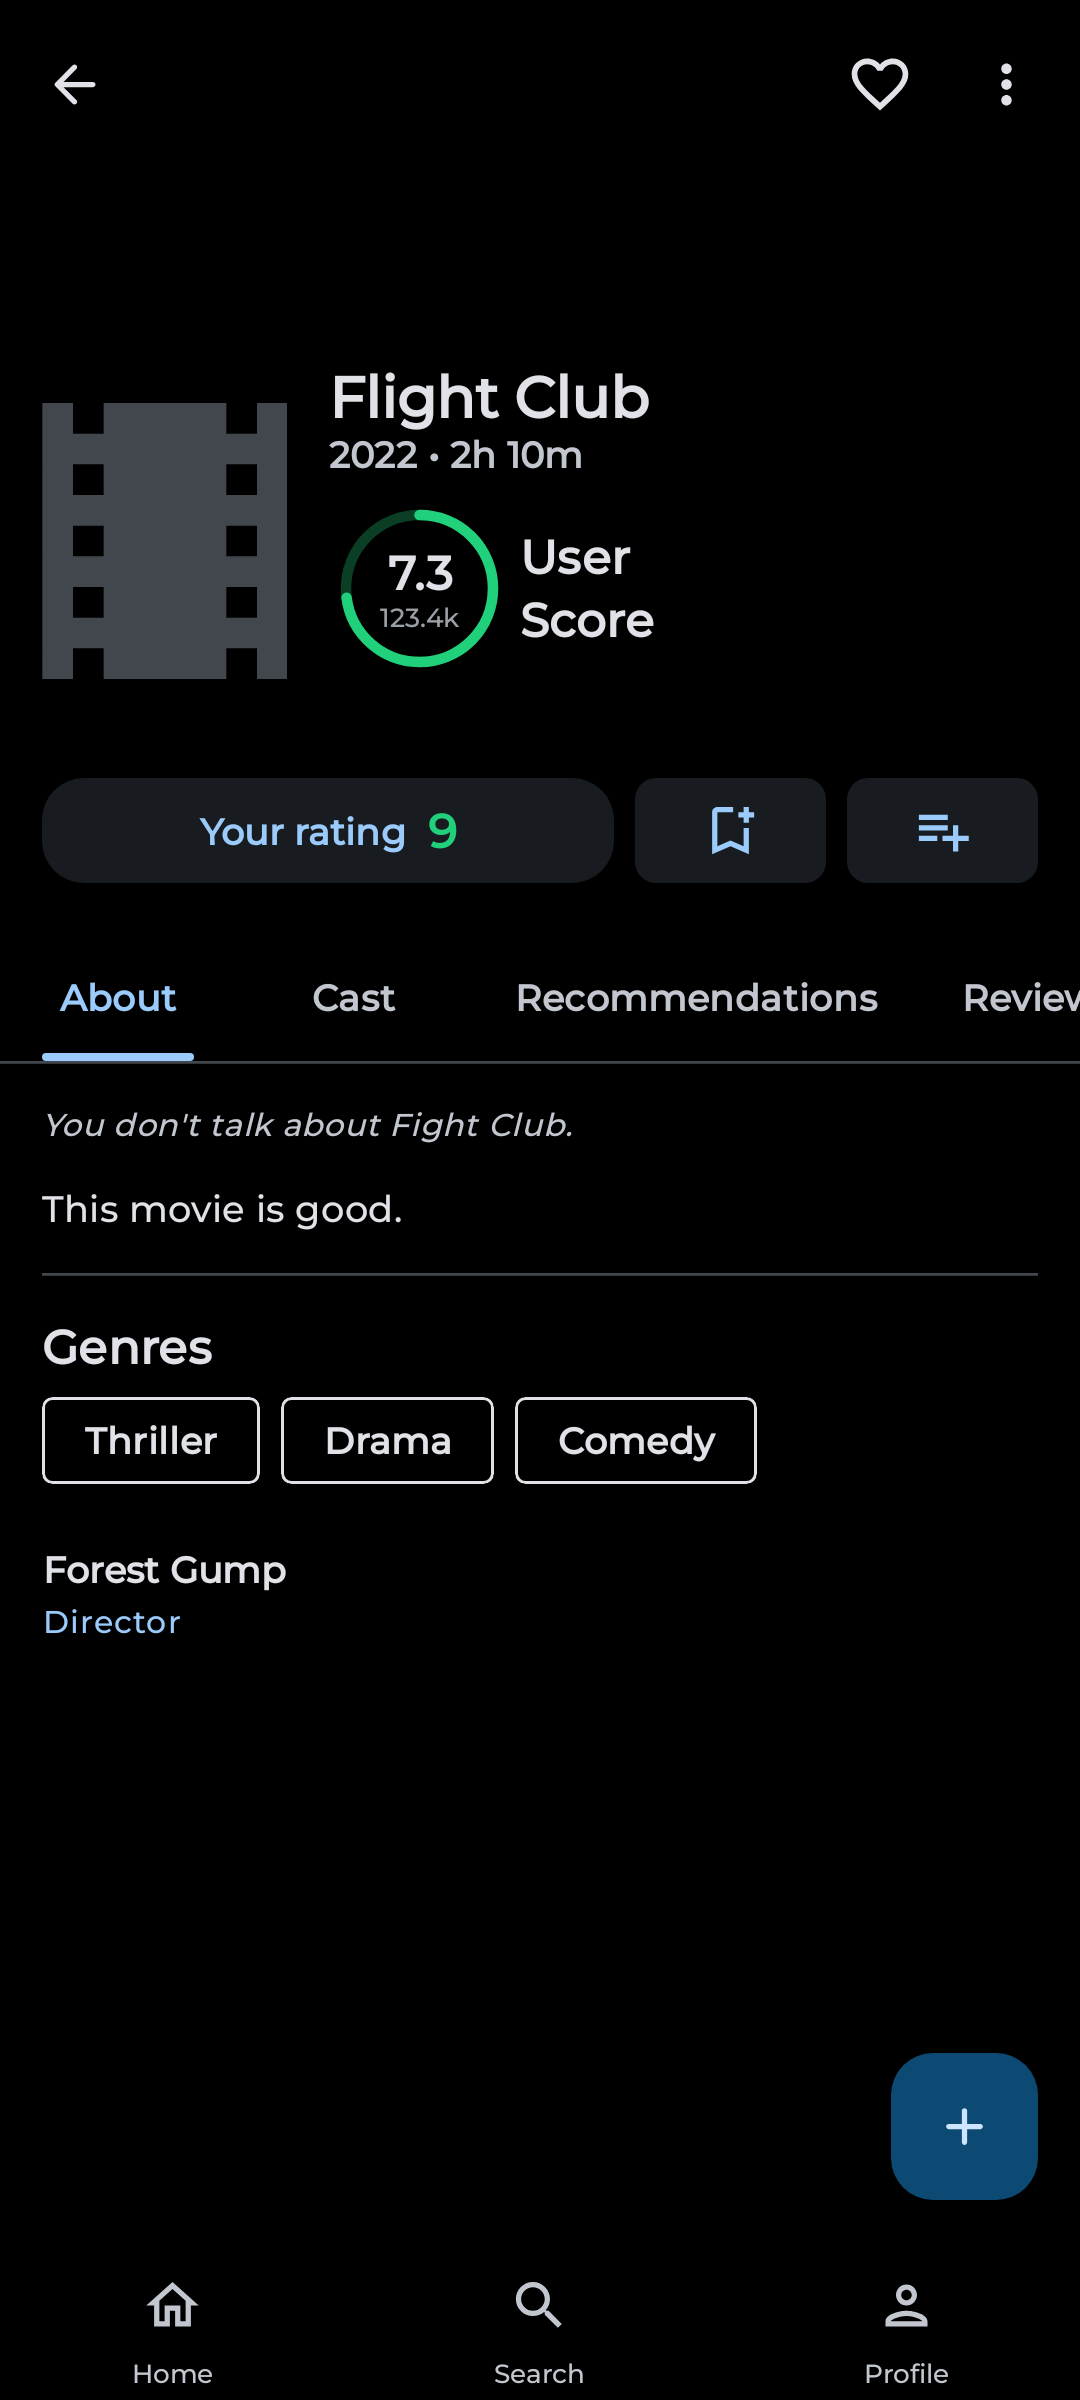 Flight Club
2022 • 2h 10m
7.3
123.4k
User
Score
Your rating 9
About Cast Recommendations Review
You don't talk about Fight Club.
This movie is good.
Genres
Thriller Drama Comedy
Forest Gump
Director
Home Search Profile